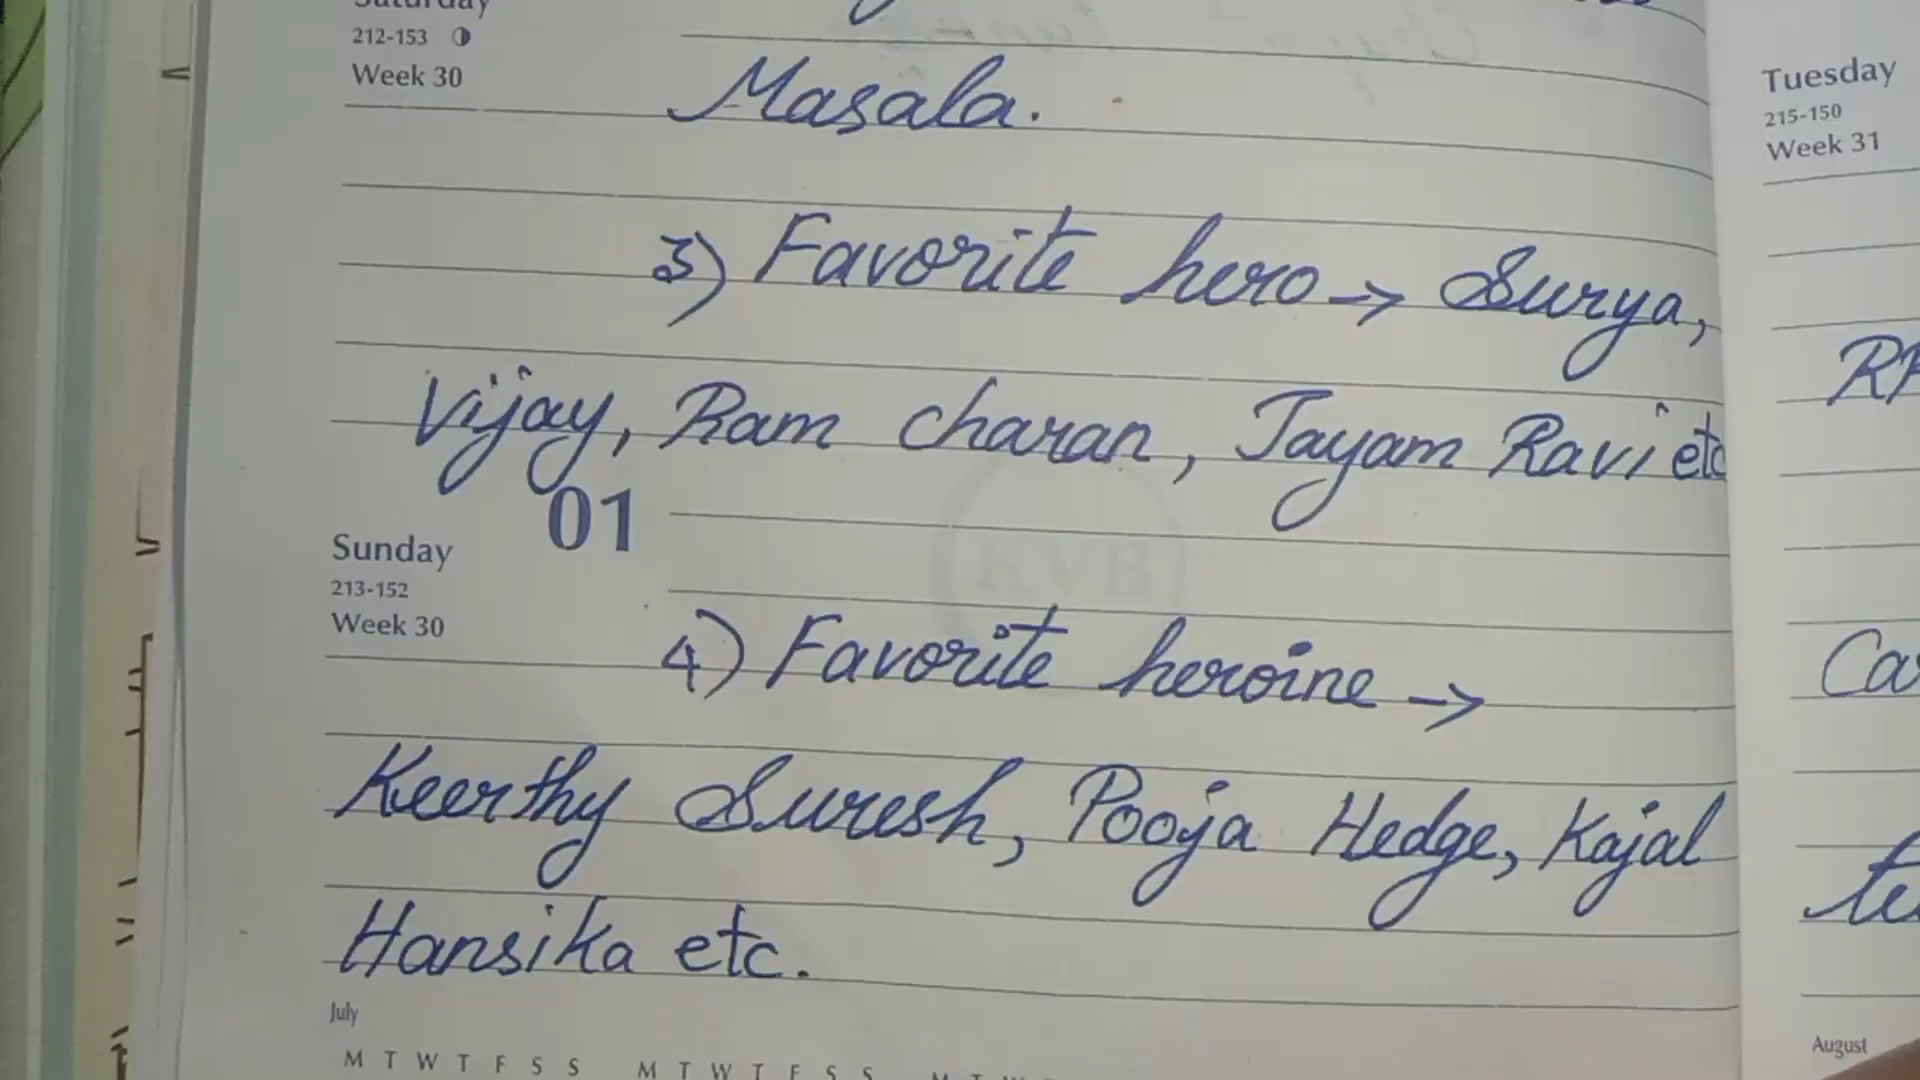 Saturday
212-153
Week 30
Masala.
3) Favorite hero → Surya,
Vijay, Ram charan, Jayam Ravi etc
01
Sunday
213-152
Week 30
KVB
4) Favorite heroine →
Keerthy Suresh, Pooja Hedge, Kajal
Hansika etc.
July
M T W T F S S M T W T F S S M T W
Tuesday
215-150
Week 31
August